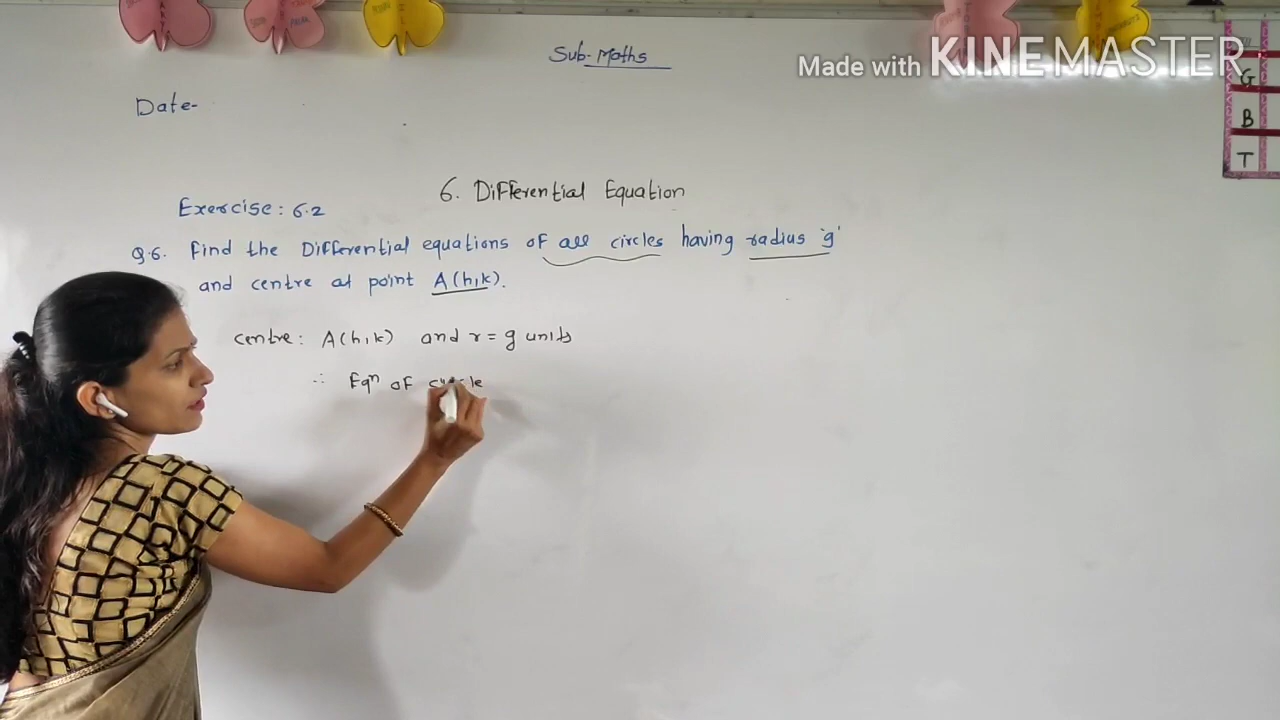 Sub- Maths
Made with KINEMASTER
Date-
G
B
T
6. Differential Equation
Exercise: 6.2
Q.6. Find the Differential equations of all circles having radius 'g'
and centre at point A(h,k).
centre: A(h,k) and r = g units
∴ Eqn of circle